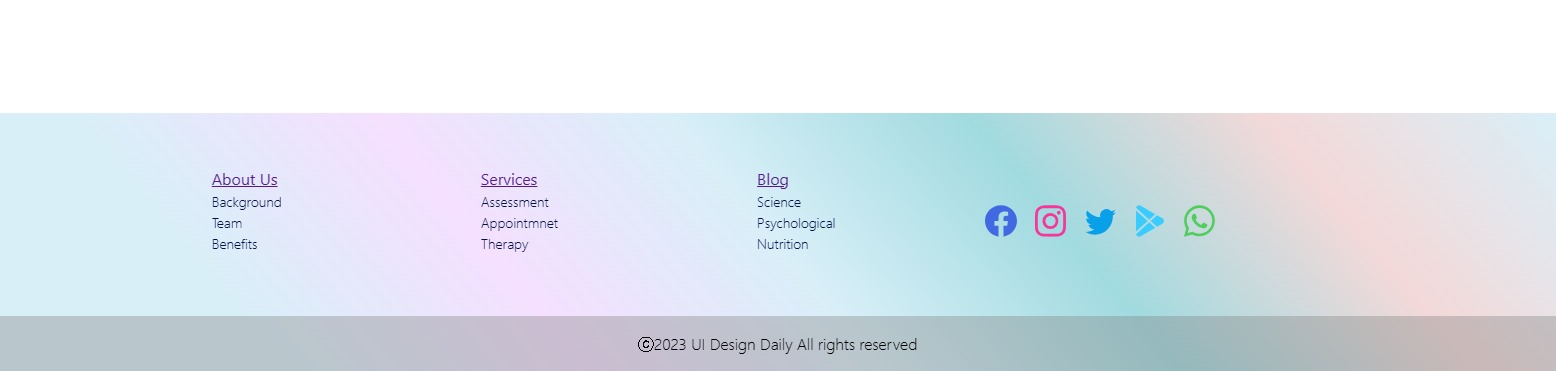 About Us
Background
Team
Benefits
Services
Assessment
Appointmnet
Therapy
Blog
Science
Psychological
Nutrition
©2023 UI Design Daily All rights reserved